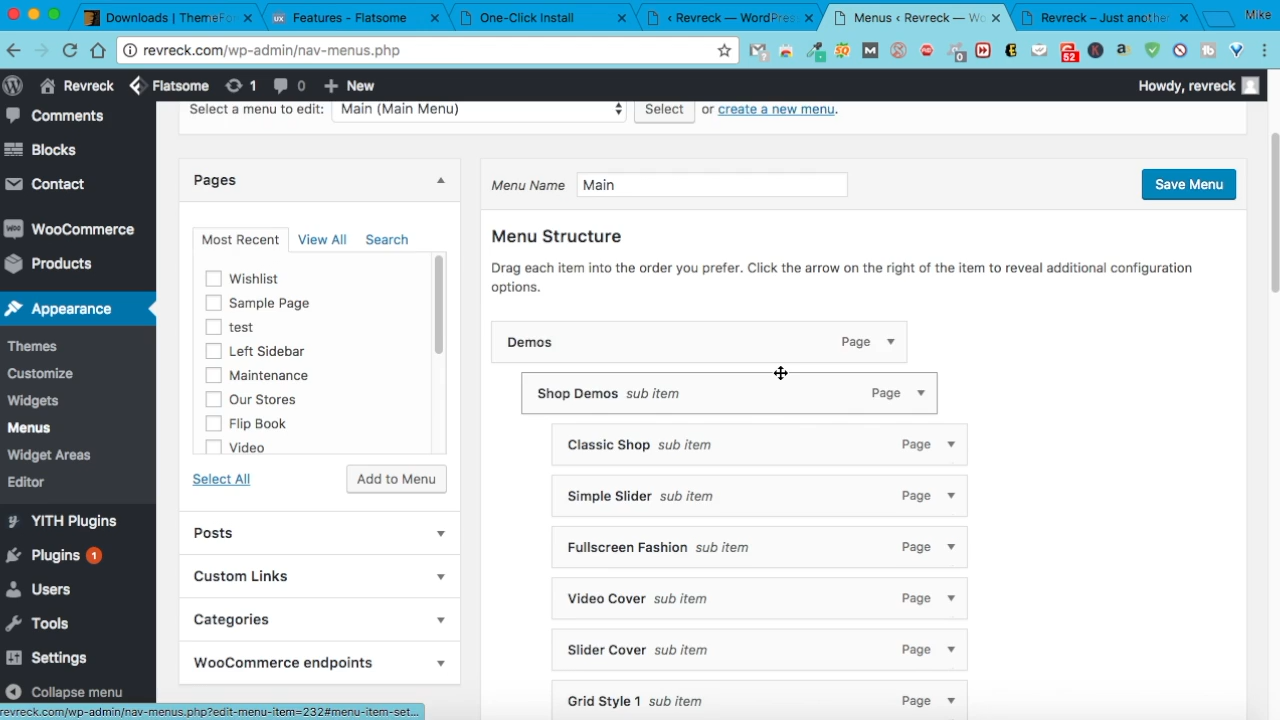 Downloads | ThemeFo
Features - Flatsome
One-Click Install
‹ Revreck — WordPres
Menus ‹ Revreck — Wo
Revreck – Just another
Mike
revreck.com/wp-admin/nav-menus.php
52
0
Revreck
Flatsome
1
0
New
Howdy, revreck
Comments
Blocks
Contact
WooCommerce
Products
Appearance
Themes
Customize
Widgets
Menus
Widget Areas
Editor
YITH Plugins
Plugins 1
Users
Tools
Settings
Collapse menu
Select a menu to edit: Main (Main Menu) Select or create a new menu.
Pages
Most Recent View All Search
Wishlist
Sample Page
test
Left Sidebar
Maintenance
Our Stores
Flip Book
Video
Select All Add to Menu
Posts
Custom Links
Categories
WooCommerce endpoints
Menu Name Main Save Menu
Menu Structure
Drag each item into the order you prefer. Click the arrow on the right of the item to reveal additional configuration
options.
Demos Page
Shop Demos sub item Page
Classic Shop sub item Page
Simple Slider sub item Page
Fullscreen Fashion sub item Page
Video Cover sub item Page
Slider Cover sub item Page
Grid Style 1 sub item Page
revreck.com/wp-admin/nav-menus.php?edit-menu-item=232#menu-item-set...